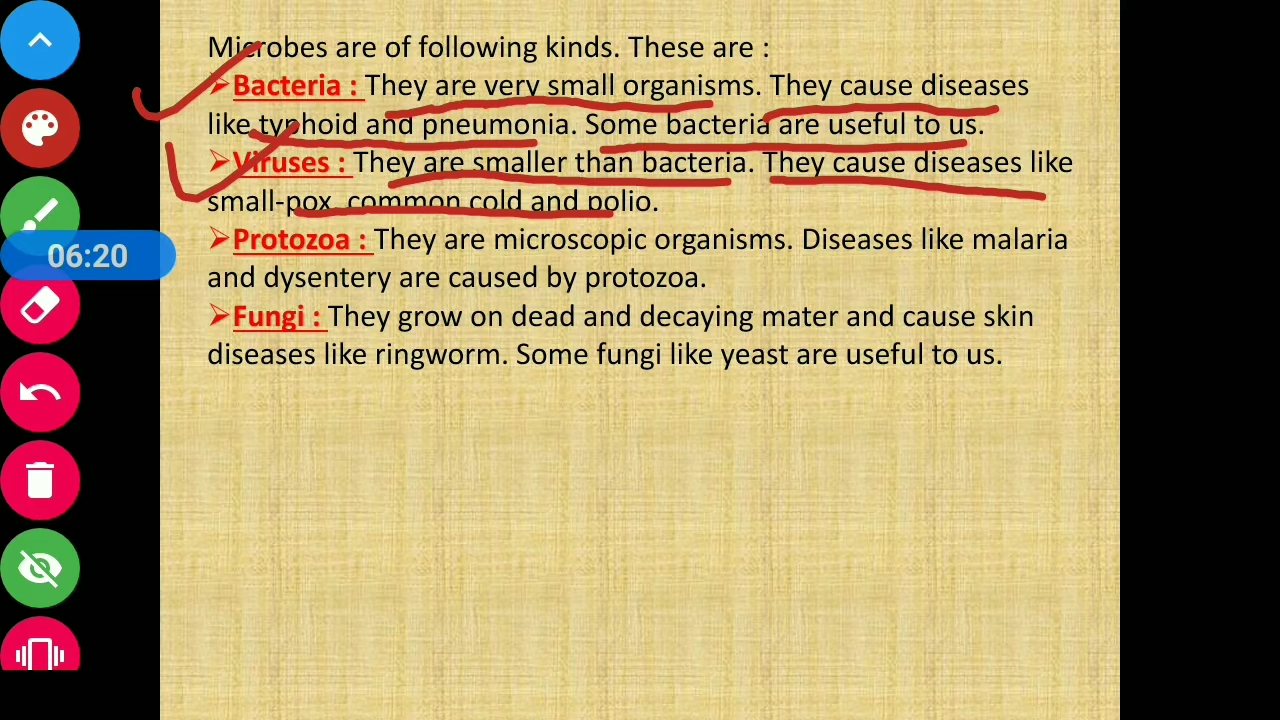 Microbes are of following kinds. These are :
➢Bacteria : They are very small organisms. They cause diseases
like typhoid and pneumonia. Some bacteria are useful to us.
➢Viruses : They are smaller than bacteria. They cause diseases like
small-pox, common cold and polio.
06:20
➢Protozoa : They are microscopic organisms. Diseases like malaria
and dysentery are caused by protozoa.
➢Fungi : They grow on dead and decaying mater and cause skin
diseases like ringworm. Some fungi like yeast are useful to us.